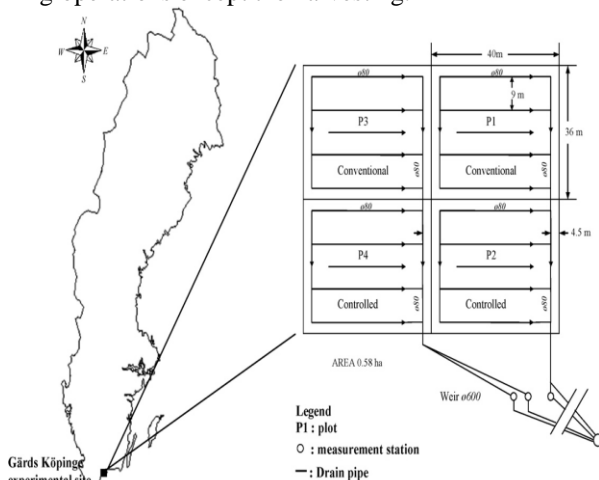 N
W E
S
40m
ø80 ø80
9 m
P3 P1
36 m
Conventional ø80 Conventional ø80
ø80 ø80
4.5 m
P4 P2
Controlled ø80 Controlled ø80
AREA 0.58 ha
Weir ø600
Legend
P1 : plot
: measurement station
: Drain pipe
Gärds Köpinge
experimental site